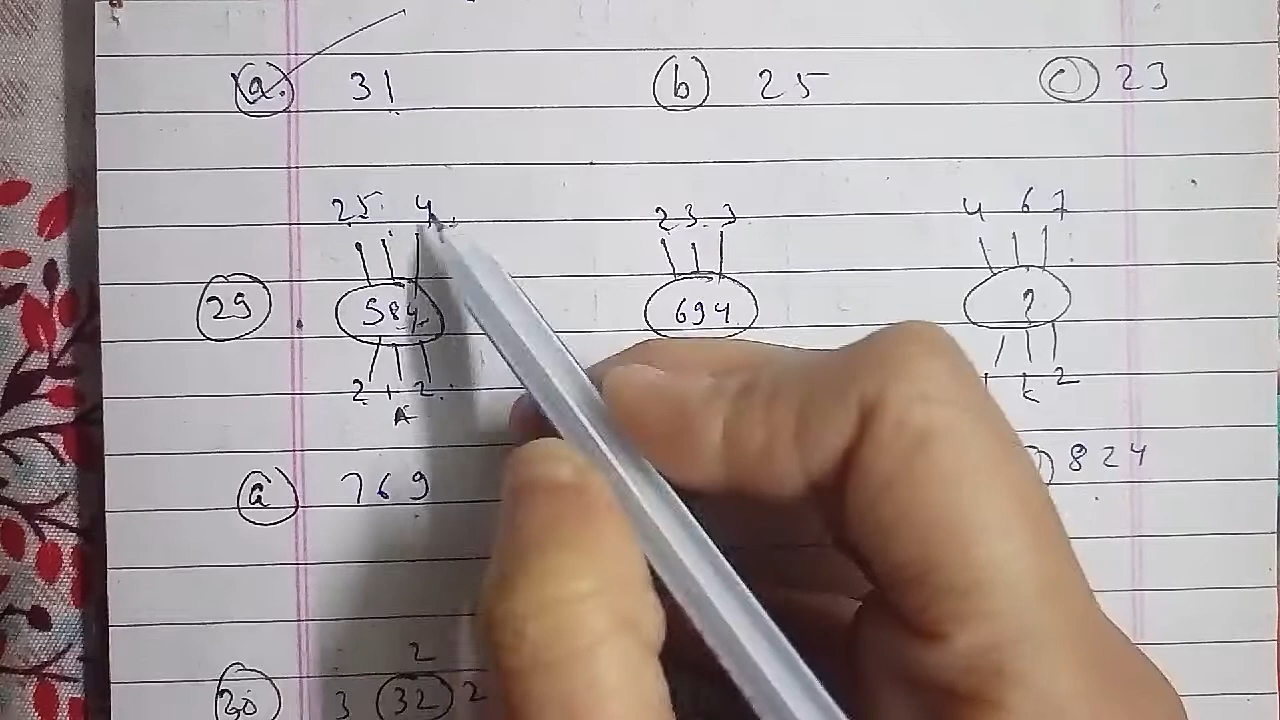 (a) 31 (b) 25 (c) 23
25 4 2 3 3 4 6 7
(29) 584 694 ?
2 1 2 2
A
(a) 769 824
2
(30) 3 (32) 2